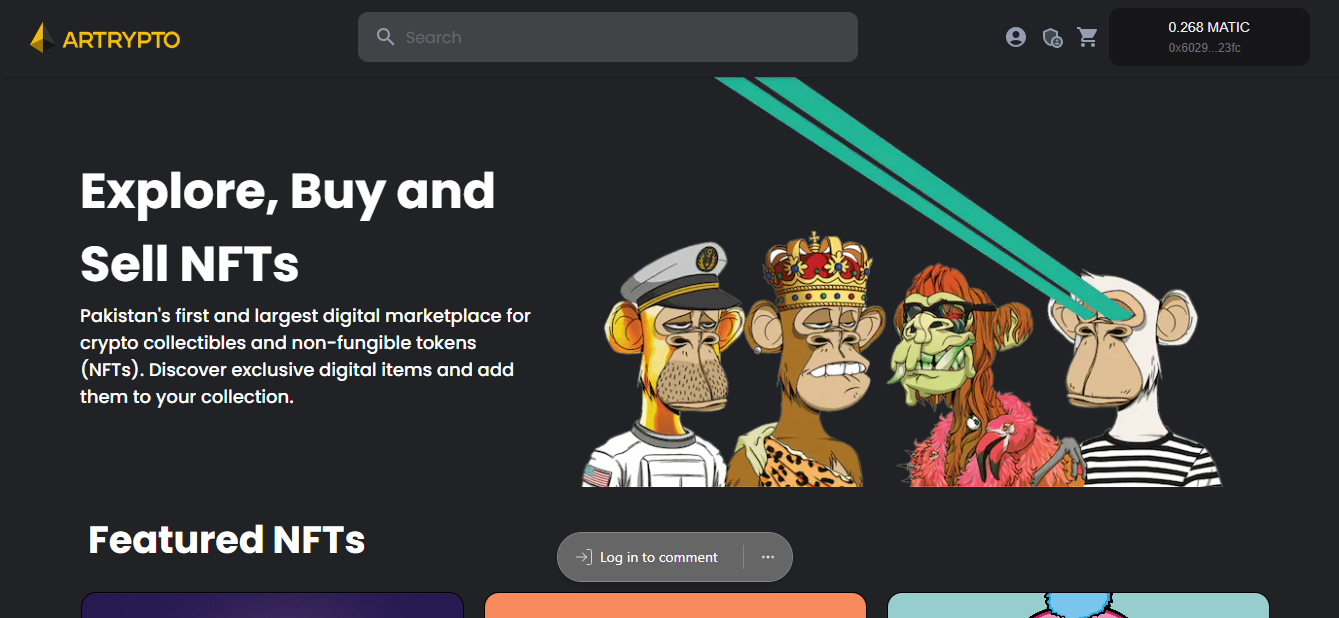 ARTRYPTO
Search
0.268 MATIC
0x6029...23fc
Explore, Buy and
Sell NFTs
Pakistan's first and largest digital marketplace for
crypto collectibles and non-fungible tokens
(NFTs). Discover exclusive digital items and add
them to your collection.
Featured NFTs
Log in to comment